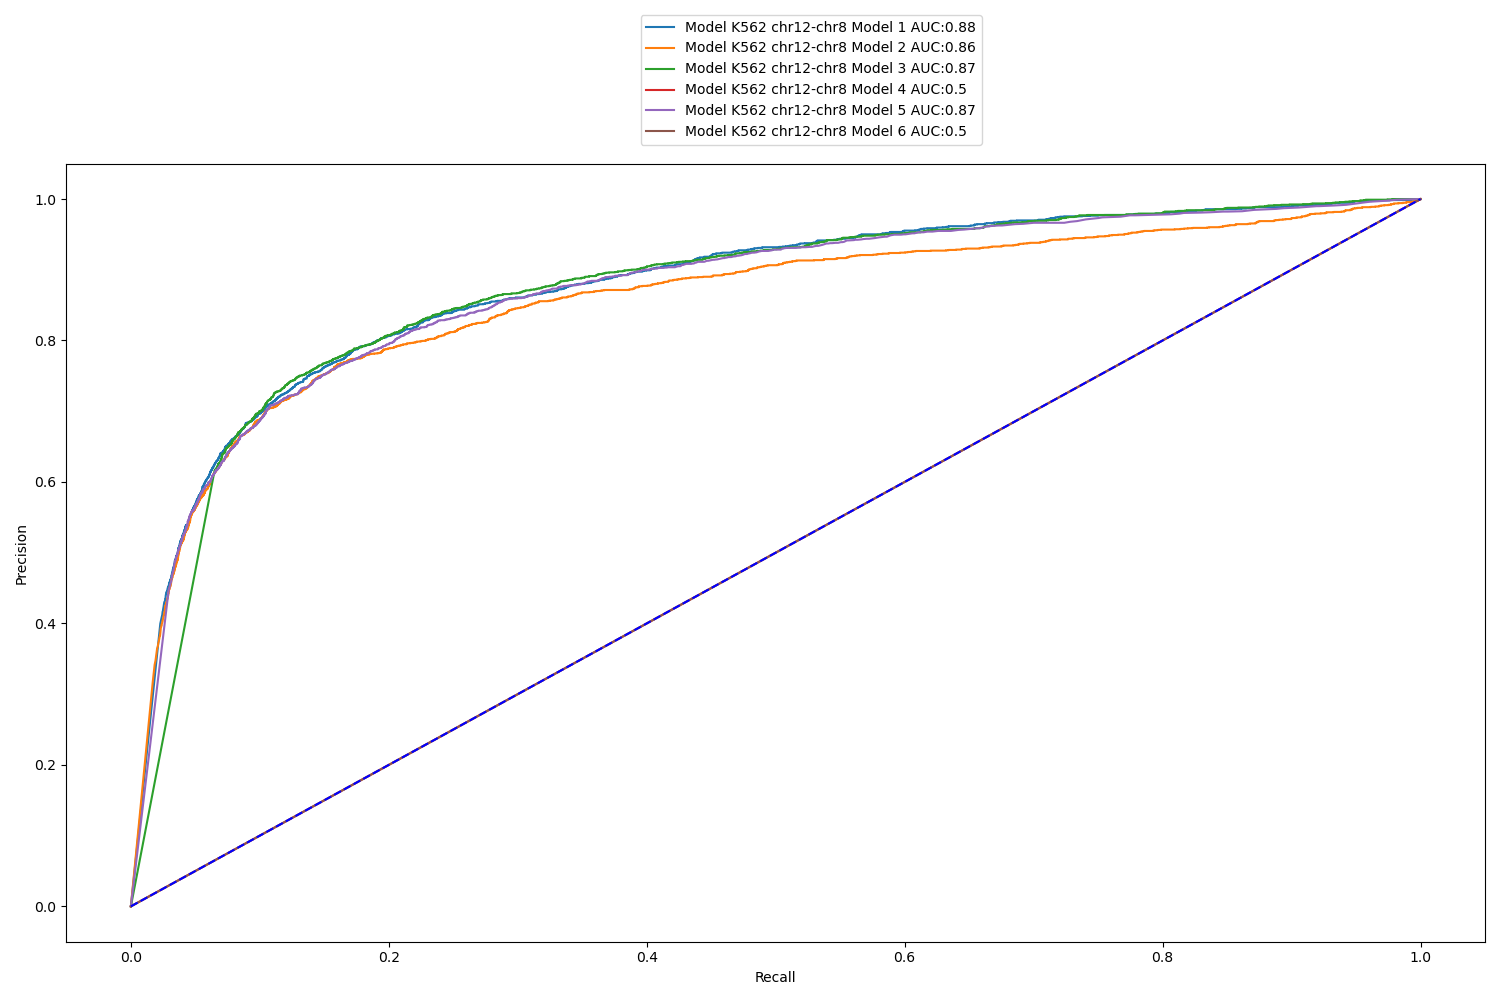 Model K562 chr12-chr8 Model 1 AUC:0.88
Model K562 chr12-chr8 Model 2 AUC:0.86
Model K562 chr12-chr8 Model 3 AUC:0.87
Model K562 chr12-chr8 Model 4 AUC:0.5
Model K562 chr12-chr8 Model 5 AUC:0.87
Model K562 chr12-chr8 Model 6 AUC:0.5
1.0
0.8
0.6
0.4
0.2
0.0
Precision
0.0 0.2 0.4 0.6 0.8 1.0
Recall